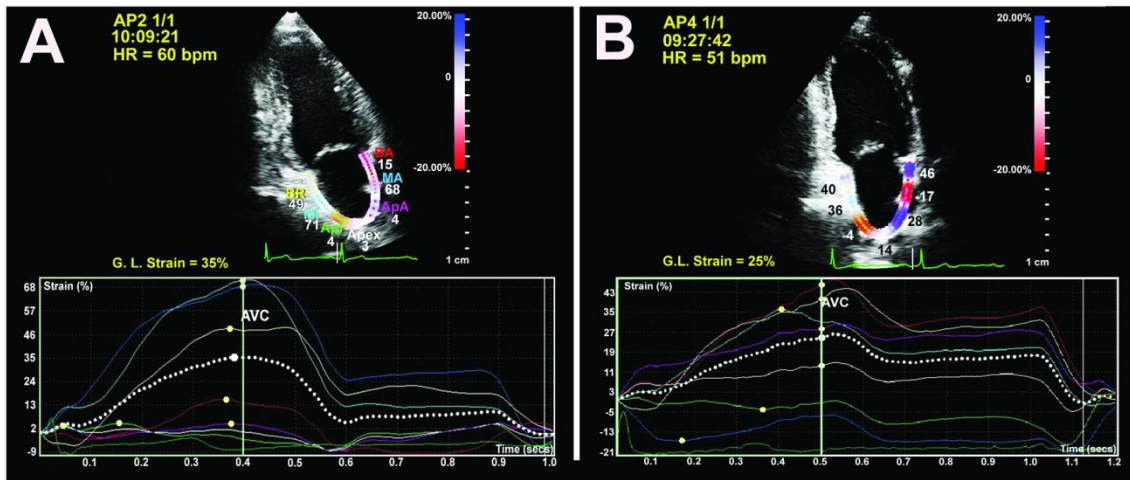 A
AP2 1/1
10:09:21
HR = 60 bpm
20.00%
0
-20.00%
BA
15
MA
68
ApA
4
BR
49
MI
71
ApI
4
Apex
3
G. L. Strain = 35%
1 cm
Strain (%)
AVC
68
57
46
35
24
13
2
-9
Time (secs)
0.1 0.2 0.3 0.4 0.5 0.6 0.7 0.8 0.9 1.0
B
AP4 1/1
09:27:42
HR = 51 bpm
20.00%
0
-20.00%
46
-17
28
14
-4
36
40
G.L. Strain = 25%
1 cm
Strain (%)
AVC
43
35
27
19
11
3
-5
-13
-21
Time (secs)
0.1 0.2 0.3 0.4 0.5 0.6 0.7 0.8 0.9 1.0 1.1 1.2